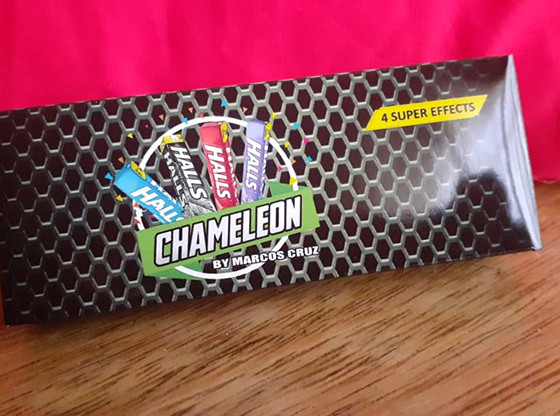 4 SUPER EFFECTS
HALLS
HALLS
HALLS
HALLS
CHAMELEON
BY MARCOS CRUZ